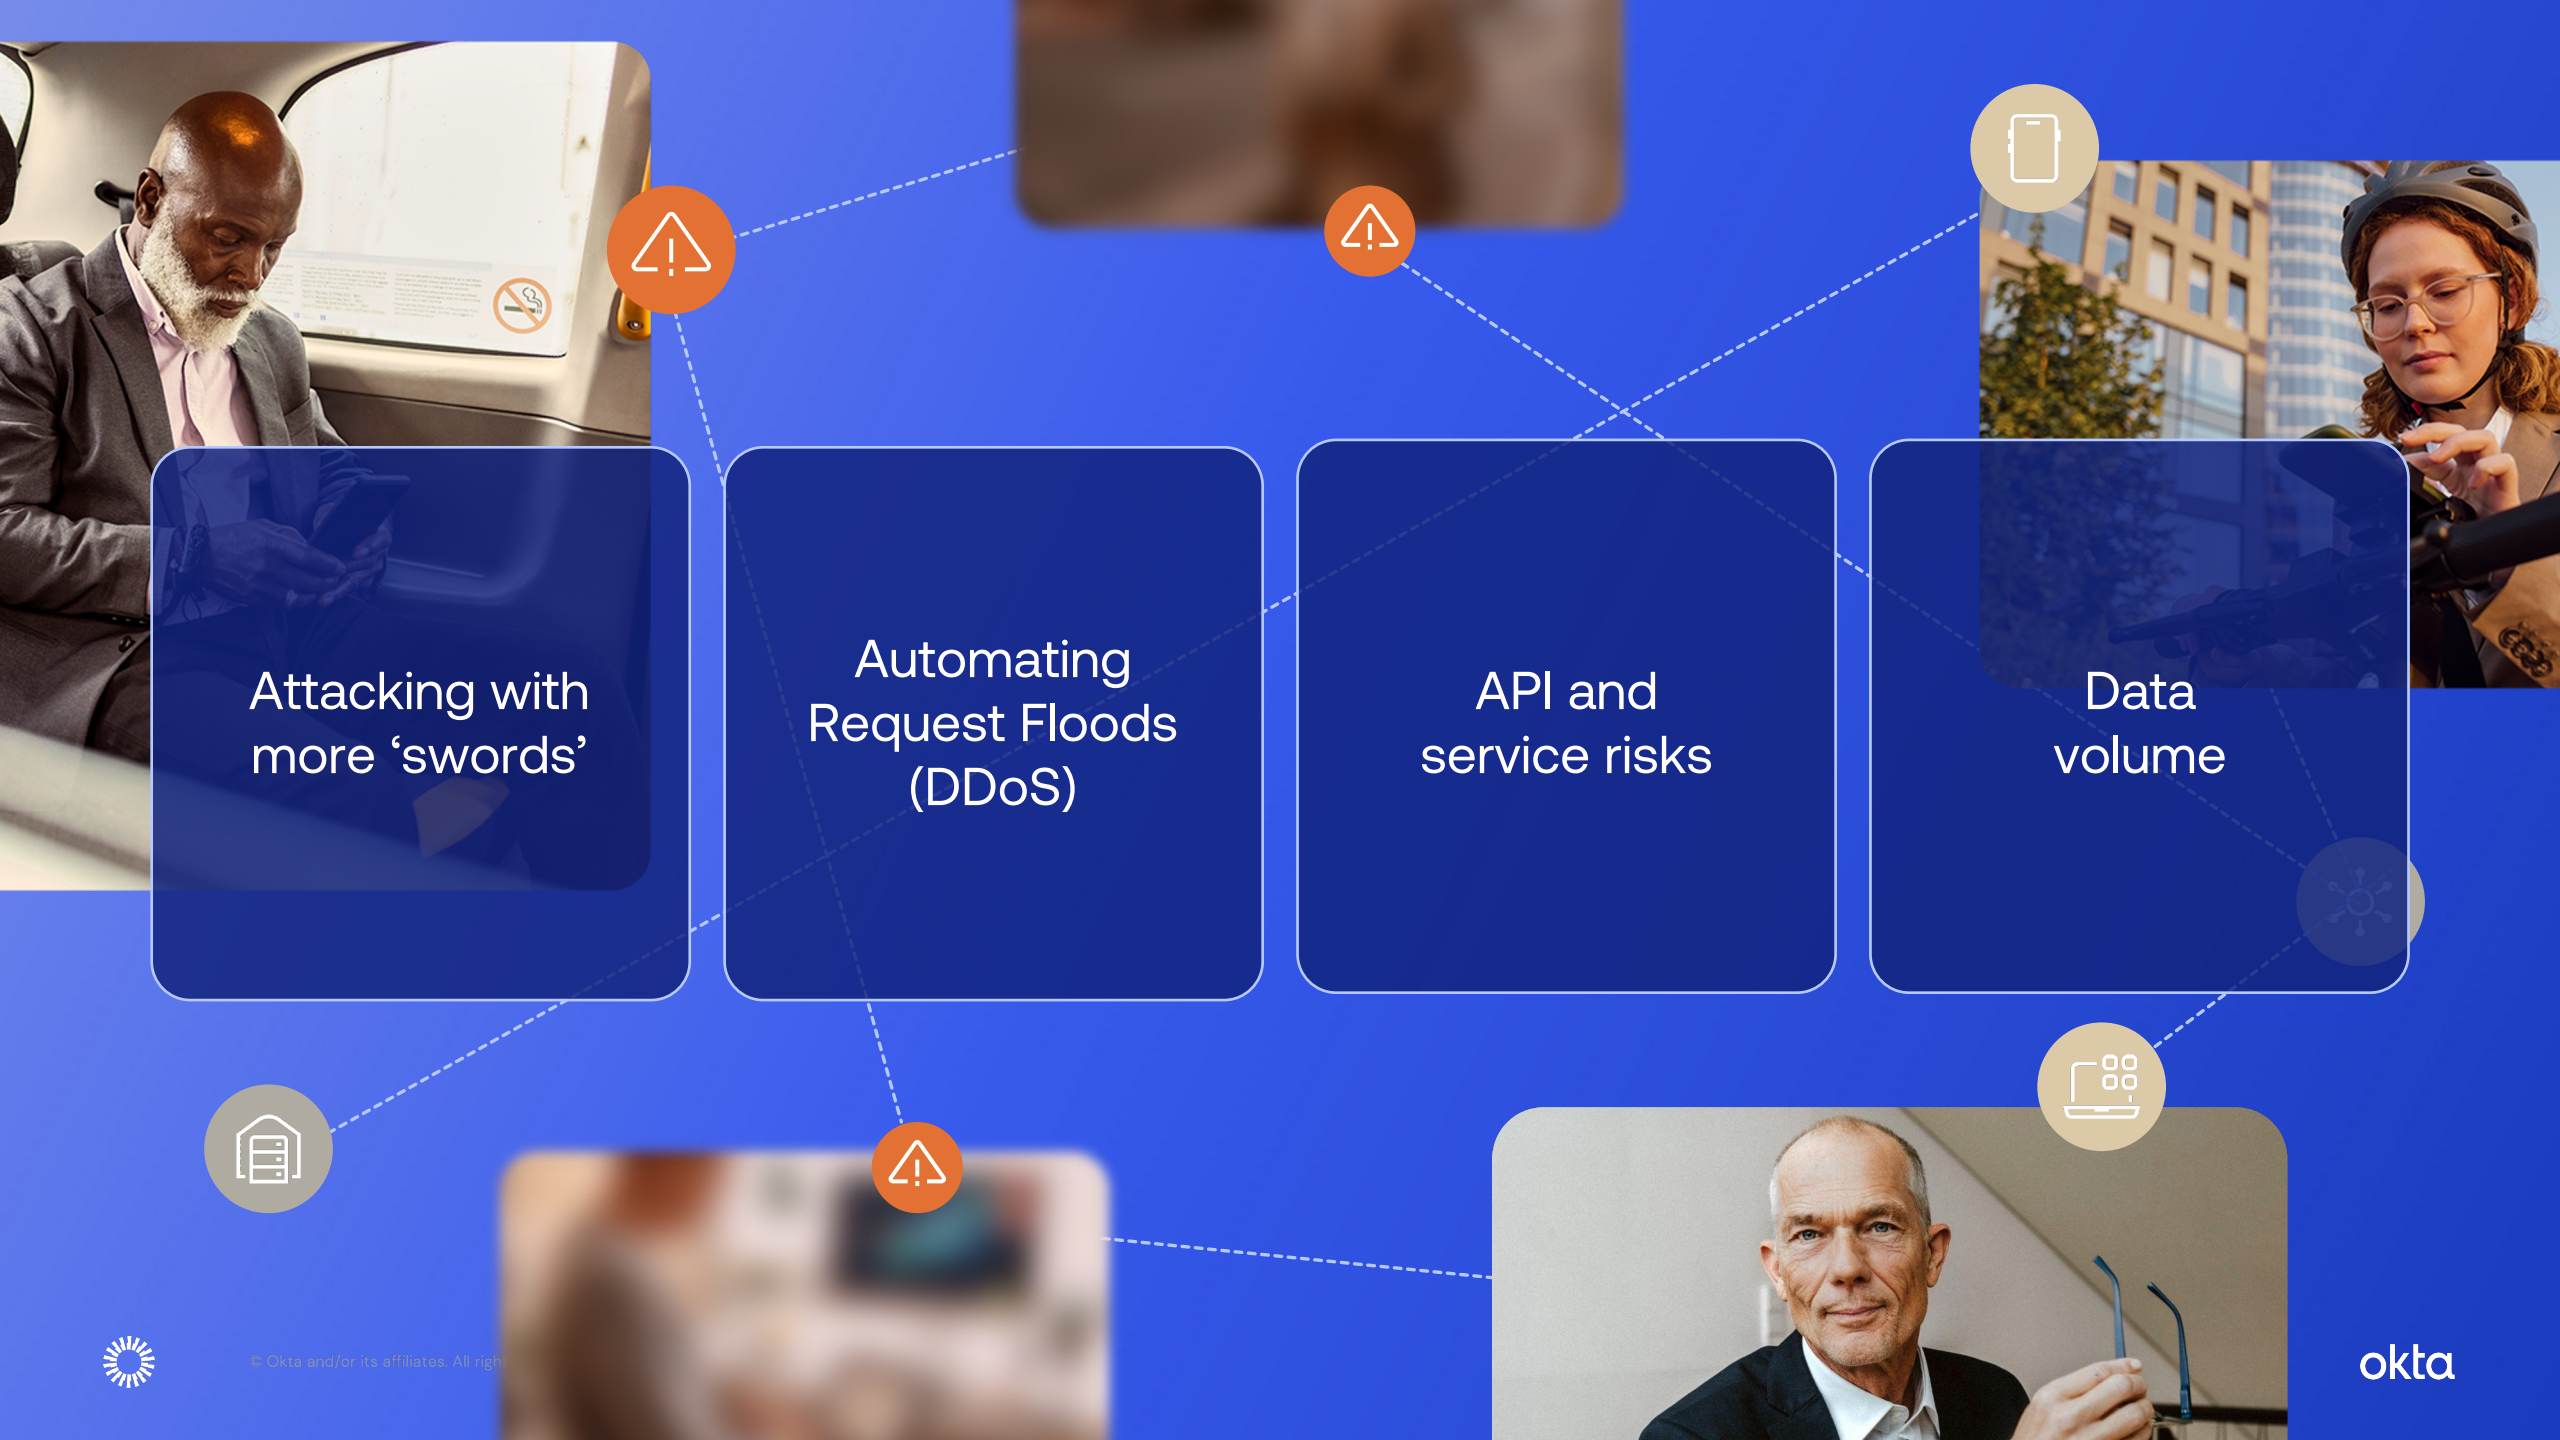 Attacking with
more ‘swords’
Automating
Request Floods
(DDoS)
API and
service risks
Data
volume
© Okta and/or its affiliates. All
okta